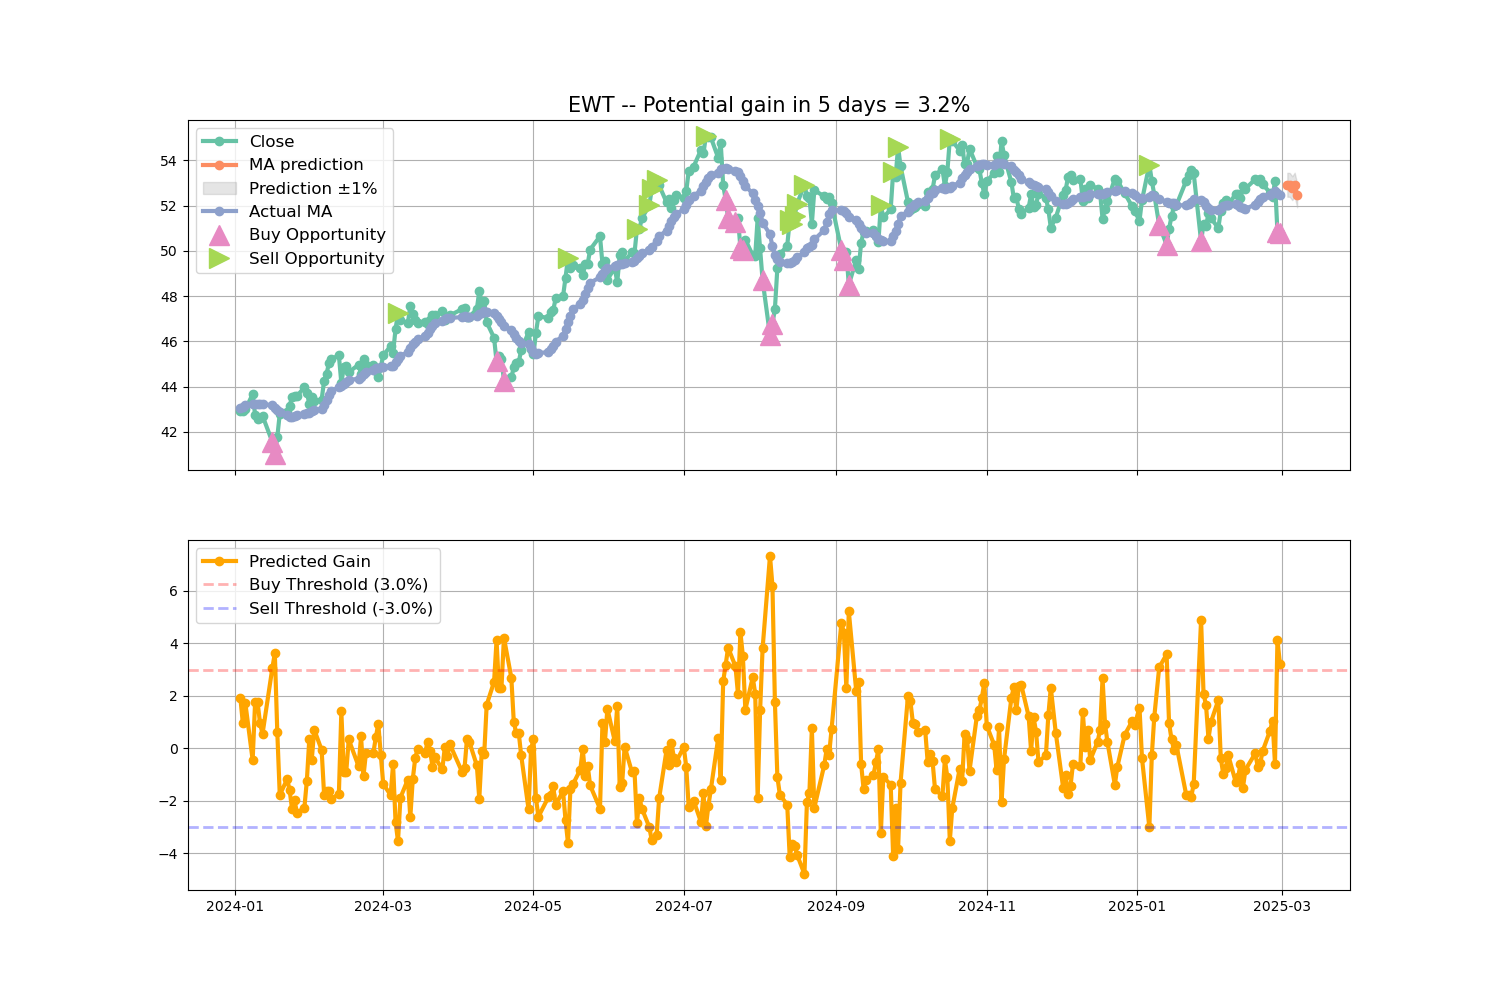 EWT -- Potential gain in 5 days = 3.2%
Close
MA prediction
Prediction ±1%
Actual MA
Buy Opportunity
Sell Opportunity
54
52
50
48
46
44
42
Predicted Gain
Buy Threshold (3.0%)
Sell Threshold (-3.0%)
6
4
2
0
−2
−4
2024-01 2024-03 2024-05 2024-07 2024-09 2024-11 2025-01 2025-03